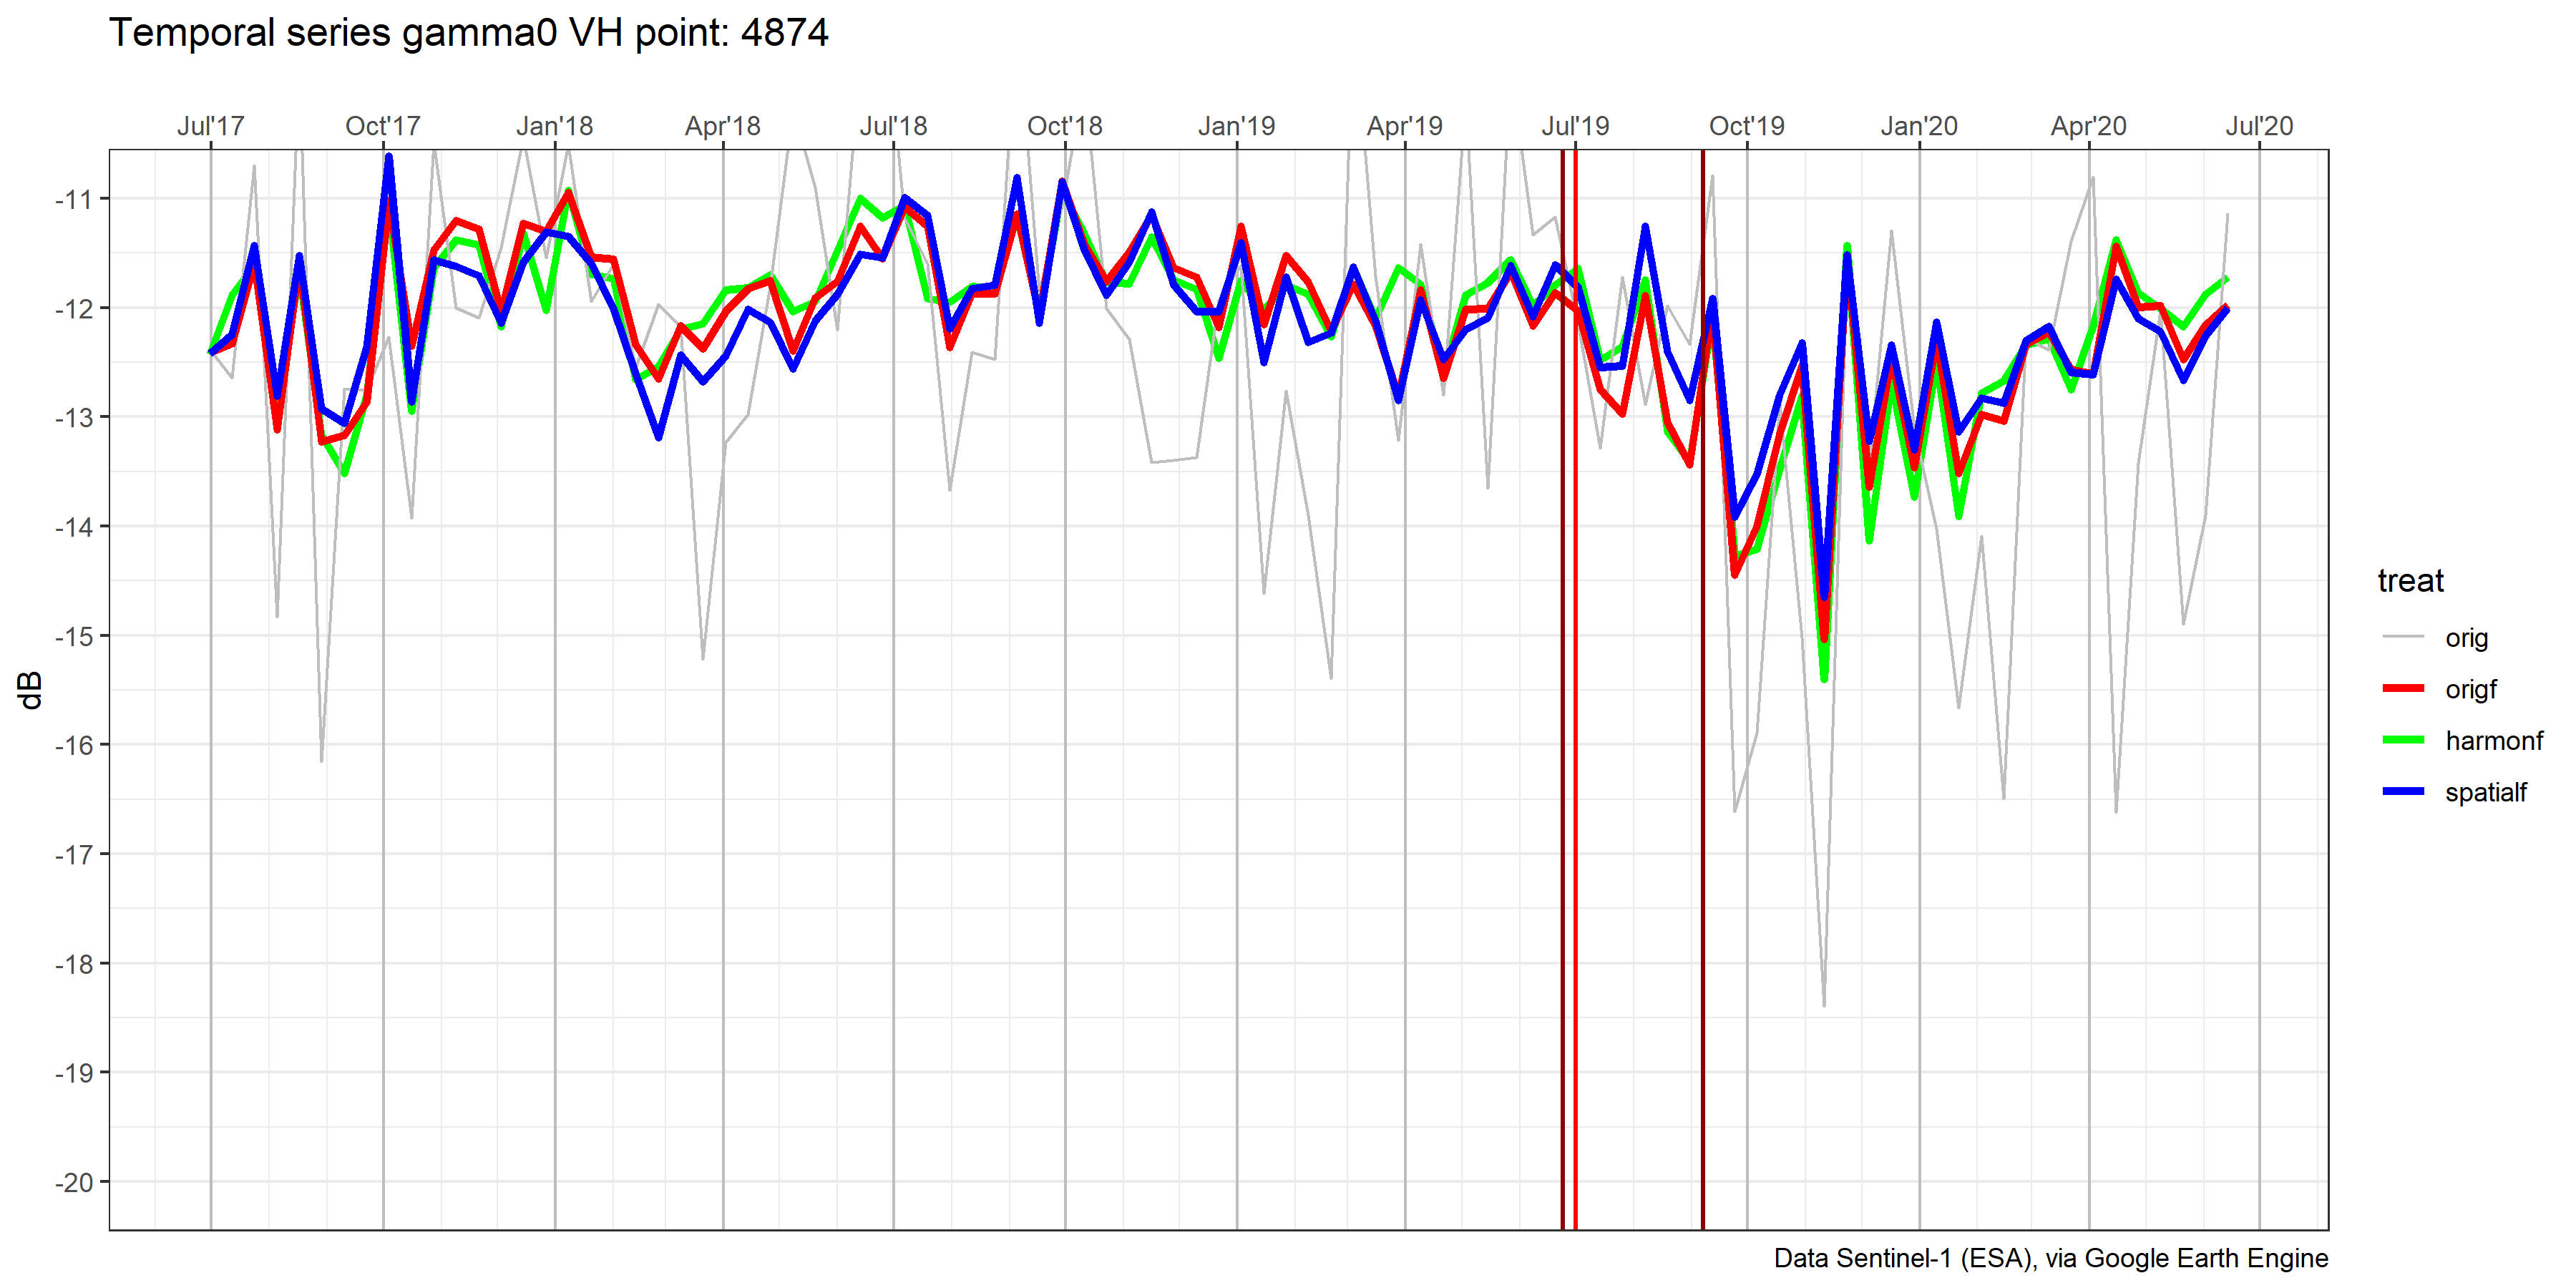 Temporal series gamma0 VH point: 4874
Jul'17 Oct'17 Jan'18 Apr'18 Jul'18 Oct'18 Jan'19 Apr'19 Jul'19 Oct'19 Jan'20 Apr'20 Jul'20
-11
-12
-13
-14
-15
-16
-17
-18
-19
-20
dB
treat
orig
origf
harmonf
spatialf
Data Sentinel-1 (ESA), via Google Earth Engine